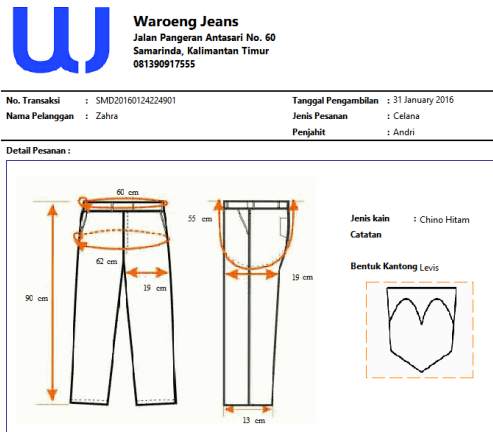 Waroeng Jeans
Jalan Pangeran Antasari No. 60
Samarinda, Kalimantan Timur
081390917555
No. Transaksi : SMD20160124224901
Tanggal Pengambilan : 31 January 2016
Nama Pelanggan : Zahra
Jenis Pesanan : Celana
Penjahit : Andri
Detail Pesanan :
60 cm
55 cm
62 cm
19 cm
19 cm
90 cm
13 cm
Jenis kain : Chino Hitam
Catatan
Bentuk Kantong Levis